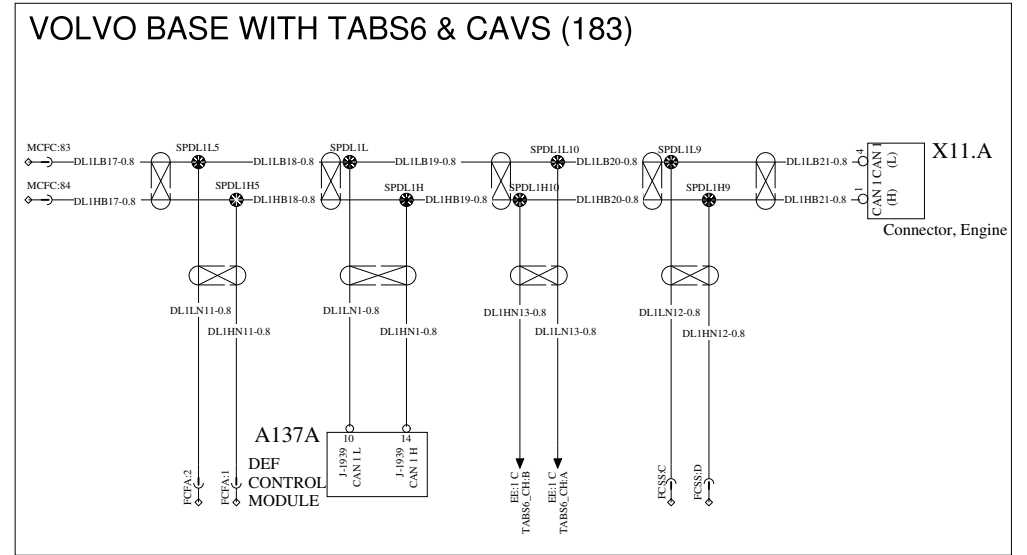 VOLVO BASE WITH TABS6 & CAVS (183)
MCFC:83
DL1LB17-0.8
SPDL1L5
DL1LB18-0.8
SPDL1L
DL1LB19-0.8
SPDL1L10
DL1LB20-0.8
SPDL1L9
DL1LB21-0.8
4
CAN 1
(L)
X11.A
MCFC:84
DL1HB17-0.8
SPDL1H5
DL1HB18-0.8
SPDL1H
DL1HB19-0.8
SPDL1H10
DL1HB20-0.8
SPDL1H9
DL1HB21-0.8
1
CAN 1
(H)
Connector, Engine
DL1LN11-0.8
DL1HN11-0.8
DL1LN1-0.8
DL1HN1-0.8
DL1HN13-0.8
DL1LN13-0.8
DL1LN12-0.8
DL1HN12-0.8
FCFA:2
FCFA:1
A137A
DEF
CONTROL
MODULE
10
J-1939
CAN 1 L
14
J-1939
CAN 1 H
EE:1 C
TABS6_CH:B
EE:1 C
TABS6_CH:A
FCSS:C
FCSS:D